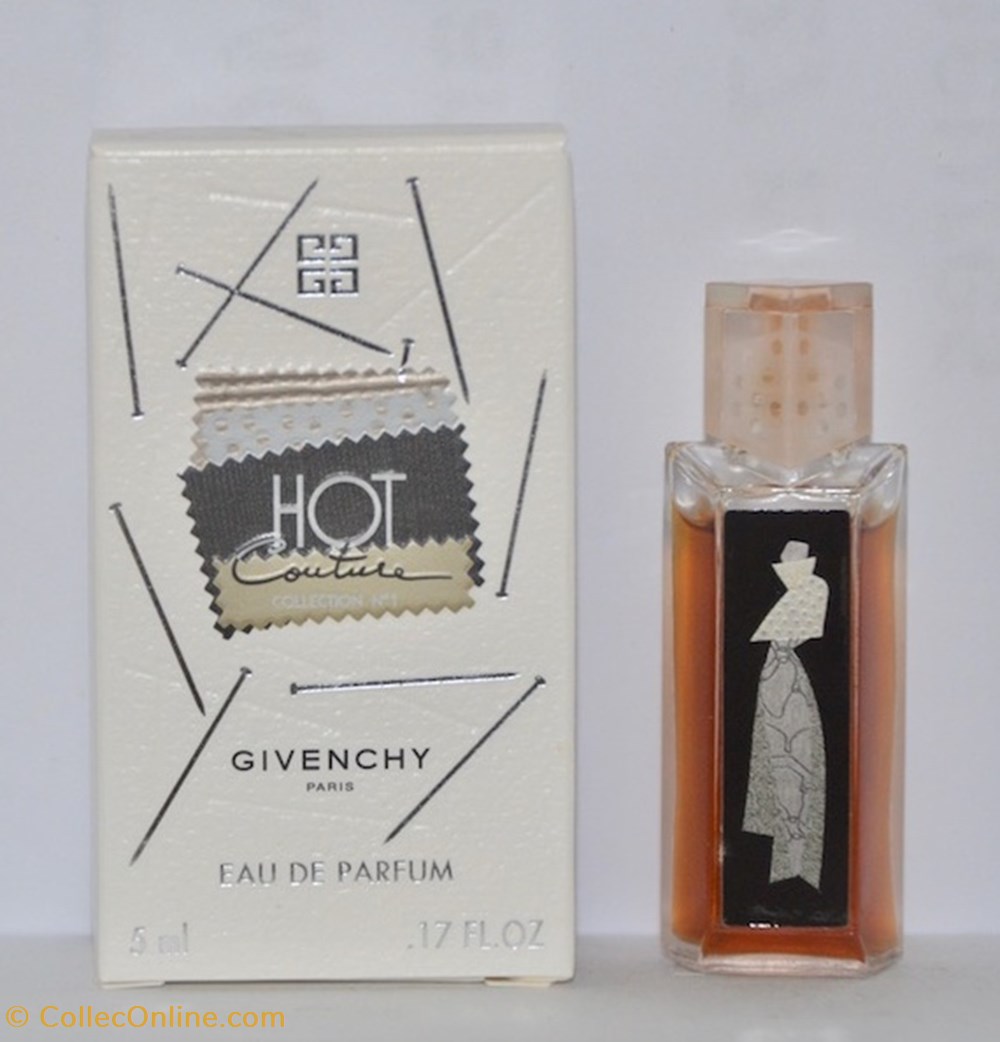 HOT
Couture
COLLECTION N°1
GIVENCHY
PARIS
EAU DE PARFUM
5 ml .17 FL.OZ
© CollecOnline.com